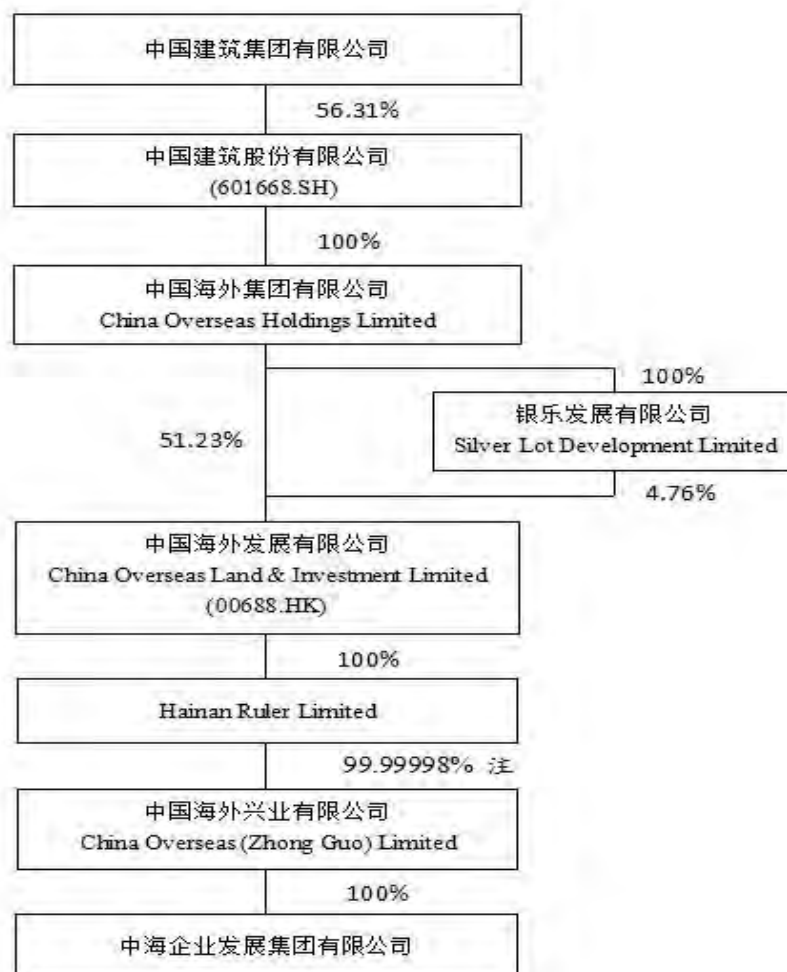 中国建筑集团有限公司
56.31%
中国建筑股份有限公司
(601668.SH)
100%
中国海外集团有限公司
China Overseas Holdings Limited
100%
银乐发展有限公司
Silver Lot Development Limited
51.23%
4.76%
中国海外发展有限公司
China Overseas Land & Investment Limited
(00688.HK)
100%
Hainan Ruler Limited
99.99998% 注
中国海外兴业有限公司
China Overseas (Zhong Guo) Limited
100%
中海企业发展集团有限公司